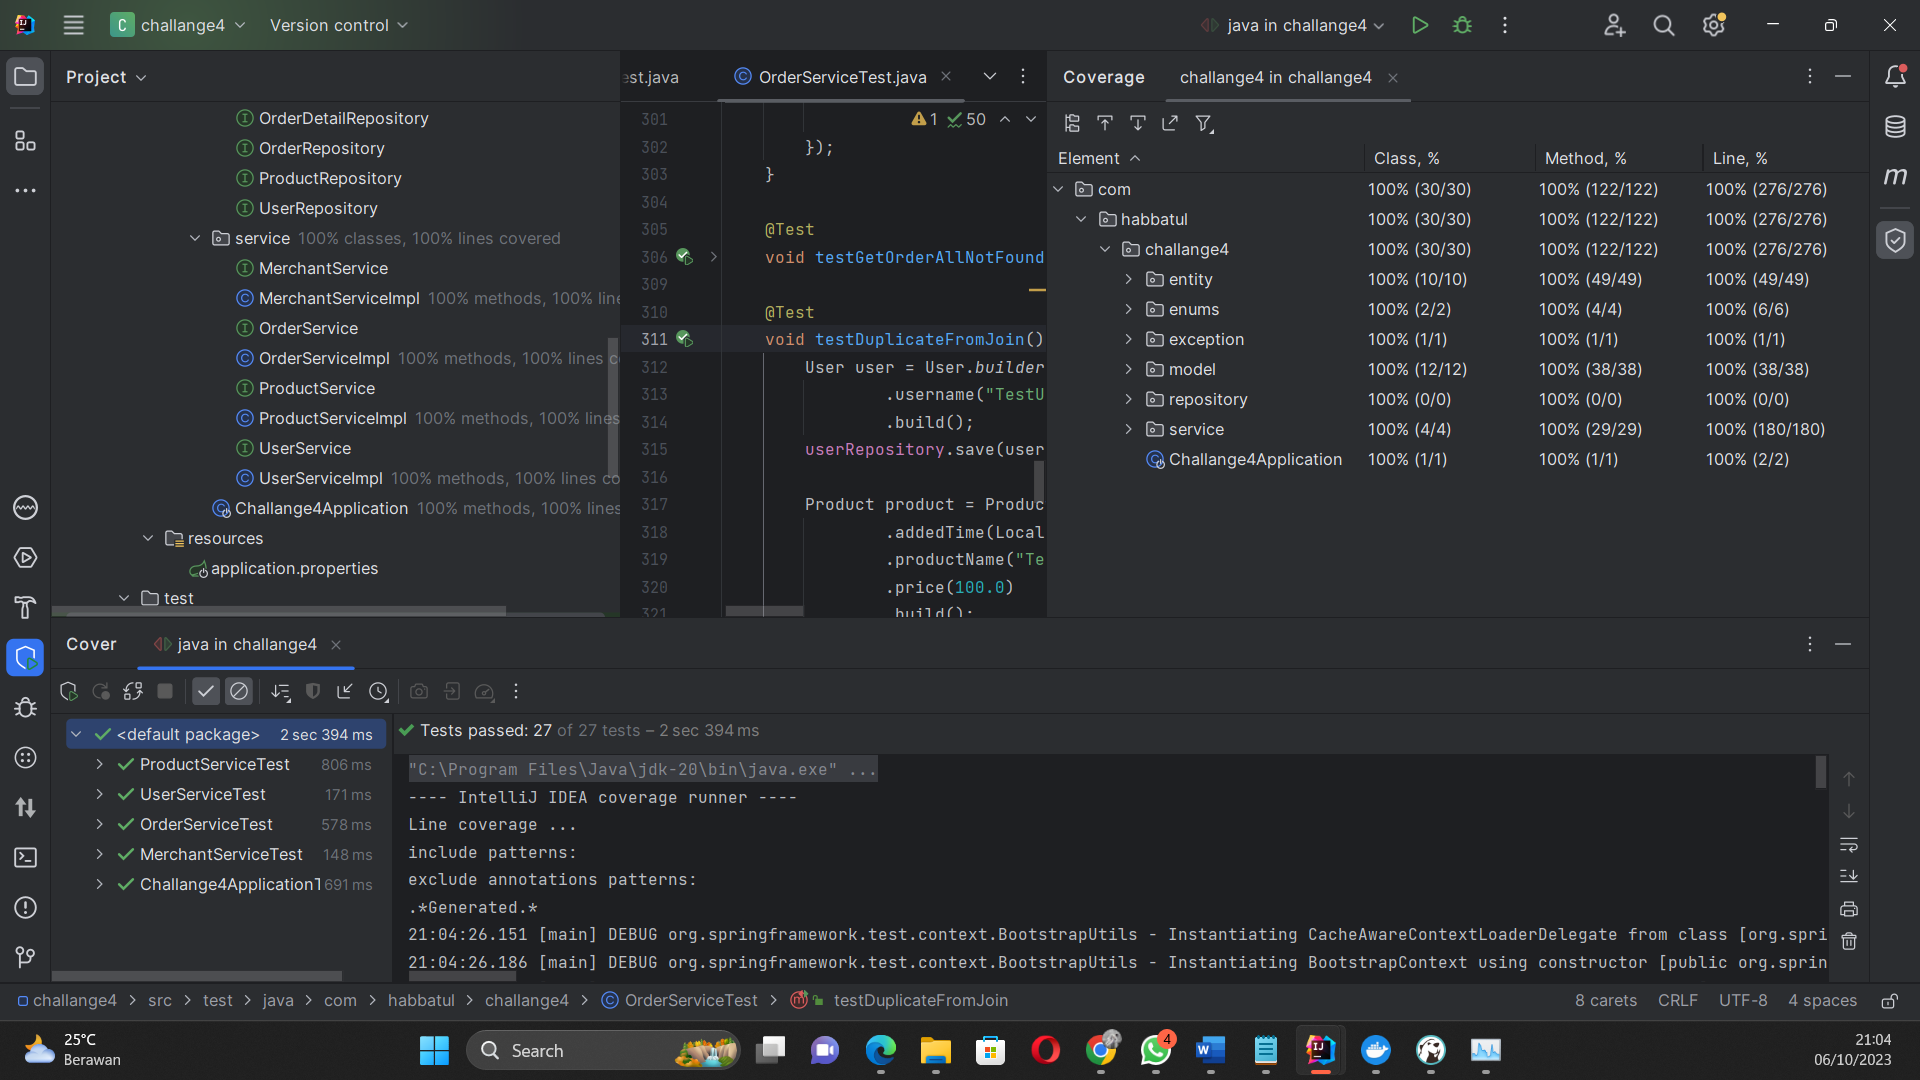 C challange4 Version control java in challange4
Project
OrderDetailRepository
OrderRepository
ProductRepository
UserRepository
service 100% classes, 100% lines covered
MerchantService
MerchantServiceImpl 100% methods, 100% line
OrderService
OrderServiceImpl 100% methods, 100% lines c
ProductService
ProductServiceImpl 100% methods, 100% lines
UserService
UserServiceImpl 100% methods, 100% lines co
Challange4Application 100% methods, 100% lines
resources
application.properties
test
est.java OrderServiceTest.java
1 50
301
302 });
303 }
304
305 @Test
306 void testGetOrderAllNotFound
309
310 @Test
311 void testDuplicateFromJoin()
312 User user = User.builder
313 .username("TestU
314 .build();
315 userRepository.save(user
316
317 Product product = Produc
318 .addedTime(Local
319 .productName("Te
320 .price(100.0)
321 .build();
Coverage challange4 in challange4
Element Class, % Method, % Line, %
com 100% (30/30) 100% (122/122) 100% (276/276)
habbatul 100% (30/30) 100% (122/122) 100% (276/276)
challange4 100% (30/30) 100% (122/122) 100% (276/276)
entity 100% (10/10) 100% (49/49) 100% (49/49)
enums 100% (2/2) 100% (4/4) 100% (6/6)
exception 100% (1/1) 100% (1/1) 100% (1/1)
model 100% (12/12) 100% (38/38) 100% (38/38)
repository 100% (0/0) 100% (0/0) 100% (0/0)
service 100% (4/4) 100% (29/29) 100% (180/180)
Challange4Application 100% (1/1) 100% (1/1) 100% (2/2)
Cover java in challange4
<default package> 2 sec 394 ms
ProductServiceTest 806 ms
UserServiceTest 171 ms
OrderServiceTest 578 ms
MerchantServiceTest 148 ms
Challange4ApplicationT 691 ms
Tests passed: 27 of 27 tests – 2 sec 394 ms
"C:\Program Files\Java\jdk-20\bin\java.exe" ...
---- IntelliJ IDEA coverage runner ----
Line coverage ...
include patterns:
exclude annotations patterns:
.*Generated.*
21:04:26.151 [main] DEBUG org.springframework.test.context.BootstrapUtils - Instantiating CacheAwareContextLoaderDelegate from class [org.spri
21:04:26.186 [main] DEBUG org.springframework.test.context.BootstrapUtils - Instantiating BootstrapContext using constructor [public org.sprin
challange4 > src > test > java > com > habbatul > challange4 > OrderServiceTest > testDuplicateFromJoin 8 carets CRLF UTF-8 4 spaces
25°C
Berawan
Search
4
21:04
06/10/2023